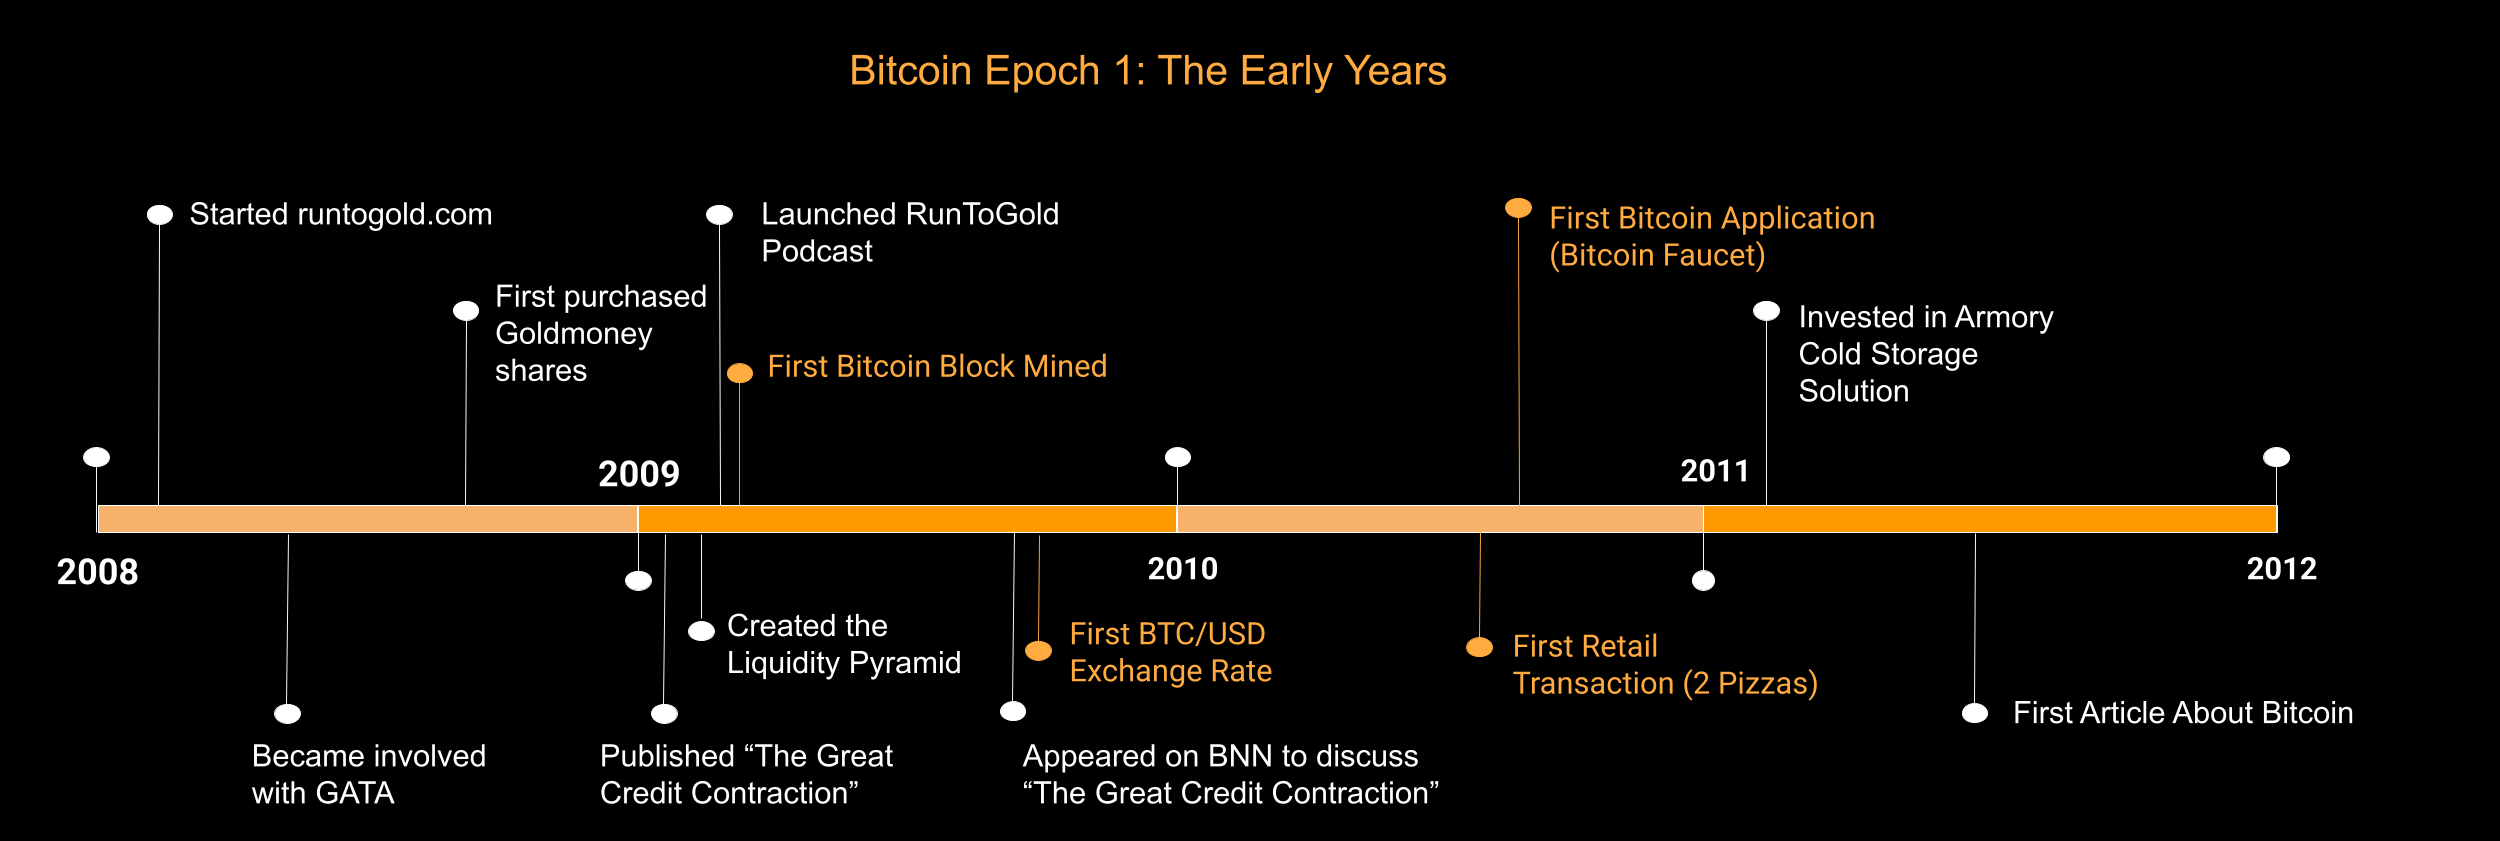 Bitcoin Epoch 1: The Early Years
Started runtogold.com
Launched RunToGold
Podcast
First Bitcoin Application
(Bitcoin Faucet)
First purchased
Goldmoney
shares
Invested in Armory
Cold Storage
Solution
First Bitcoin Block Mined
2009
2011
2008
2010
2012
Created the
Liquidity Pyramid
First BTC/USD
Exchange Rate
First Retail
Transaction (2 Pizzas)
First Article About Bitcoin
Became involved
with GATA
Published “The Great
Credit Contraction”
Appeared on BNN to discuss
“The Great Credit Contraction”